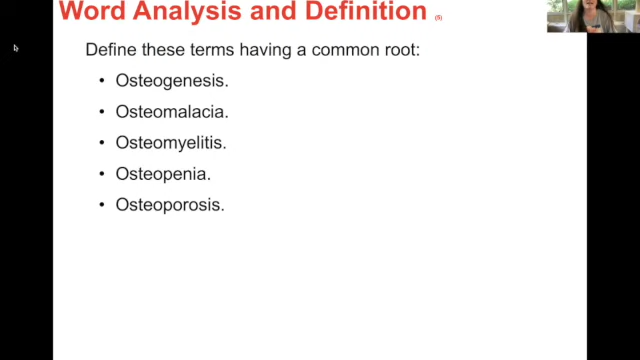 Word Analysis and Definition (5)
Define these terms having a common root:
• Osteogenesis.
• Osteomalacia.
• Osteomyelitis.
• Osteopenia.
• Osteoporosis.